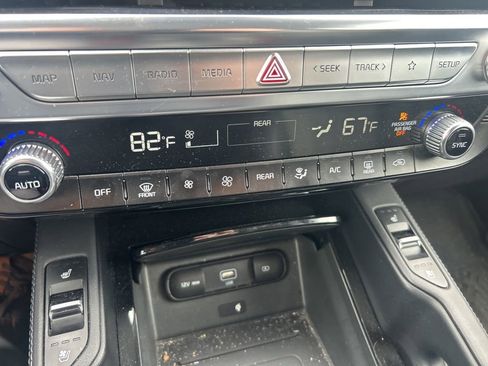 MAP NAV RADIO MEDIA < SEEK TRACK > SETUP
82°F REAR 67°F PASSENGER
AIR BAG
OFF
AUTO SYNC
OFF FRONT REAR A/C REAR
12V